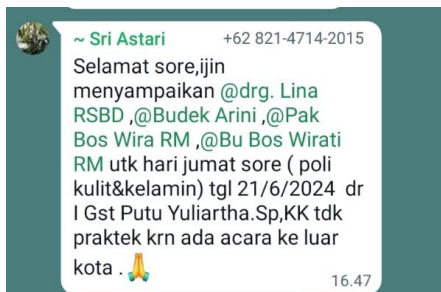 ~ Sri Astari +62 821-4714-2015
Selamat sore,ijin
menyampaikan @drg. Lina
RSBD ,@Budek Arini ,@Pak
Bos Wira RM ,@Bu Bos Wirati
RM utk hari jumat sore ( poli
kulit&kelamin) tgl 21/6/2024 dr
I Gst Putu Yuliartha.Sp,KK tdk
praktek krn ada acara ke luar
kota . 🙏
16.47